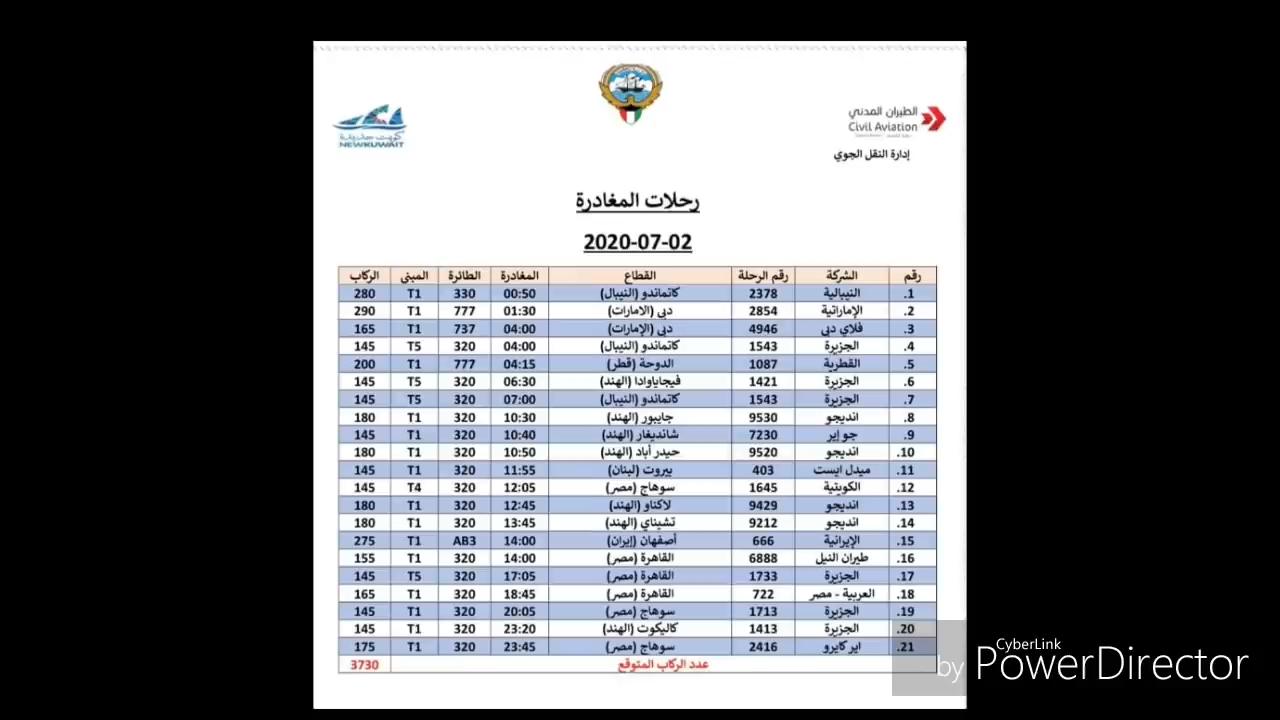 الطيران المدني
Civil Aviation
إدارة النقل الجوي
كويت جديدة
NEWKUWAIT
رحلات المغادرة
2020-07-02
رقم الشركة رقم الرحلة القطاع المغادرة الطائرة المبنى الركاب
1. النيبالية 2378 كاتماندو (النيبال) 00:50 330 T1 280
2. الإماراتية 2854 دبى (الامارات) 01:30 777 T1 290
3. فلاي دبى 4946 دبى (الإمارات) 04:00 737 T1 165
4. الجزيرة 1543 كاتماندو (النيبال) 04:00 320 T5 145
5. القطرية 1087 الدوحة (قطر) 04:15 777 T1 200
6. الجزيرة 1421 فيجاياوادا (الهند) 06:30 320 T5 145
7. الجزيرة 1543 كاتماندو (النيبال) 07:00 320 T5 145
8. انديجو 9530 جايبور (الهند) 10:30 320 T1 180
9. جو إير 7230 شانديغار (الهند) 10:40 320 T1 145
10. انديجو 9520 حيدر أباد (الهند) 10:50 320 T1 180
11. ميدل ايست 403 بيروت (لبنان) 11:55 320 T1 145
12. الكويتية 1645 سوهاج (مصر) 12:05 320 T4 145
13. انديجو 9429 لاكناو (الهند) 12:45 320 T1 180
14. انديجو 9212 تشيناي (الهند) 13:45 320 T1 180
15. الإيرانية 666 أصفهان (إيران) 14:00 AB3 T1 275
16. طيران النيل 6888 القاهرة (مصر) 14:00 320 T1 155
17. الجزيرة 1733 القاهرة (مصر) 17:05 320 T5 145
18. العربية - مصر 722 القاهرة (مصر) 18:45 320 T1 165
19. الجزيرة 1713 سوهاج (مصر) 20:05 320 T1 145
20. الجزيرة 1413 كاليكوت (الهند) 23:20 320 T1 145
21. اير كايرو 2416 سوهاج (مصر) 23:45 320 T1 175
عدد الركاب المتوقع 3730
CyberLink
by PowerDirector